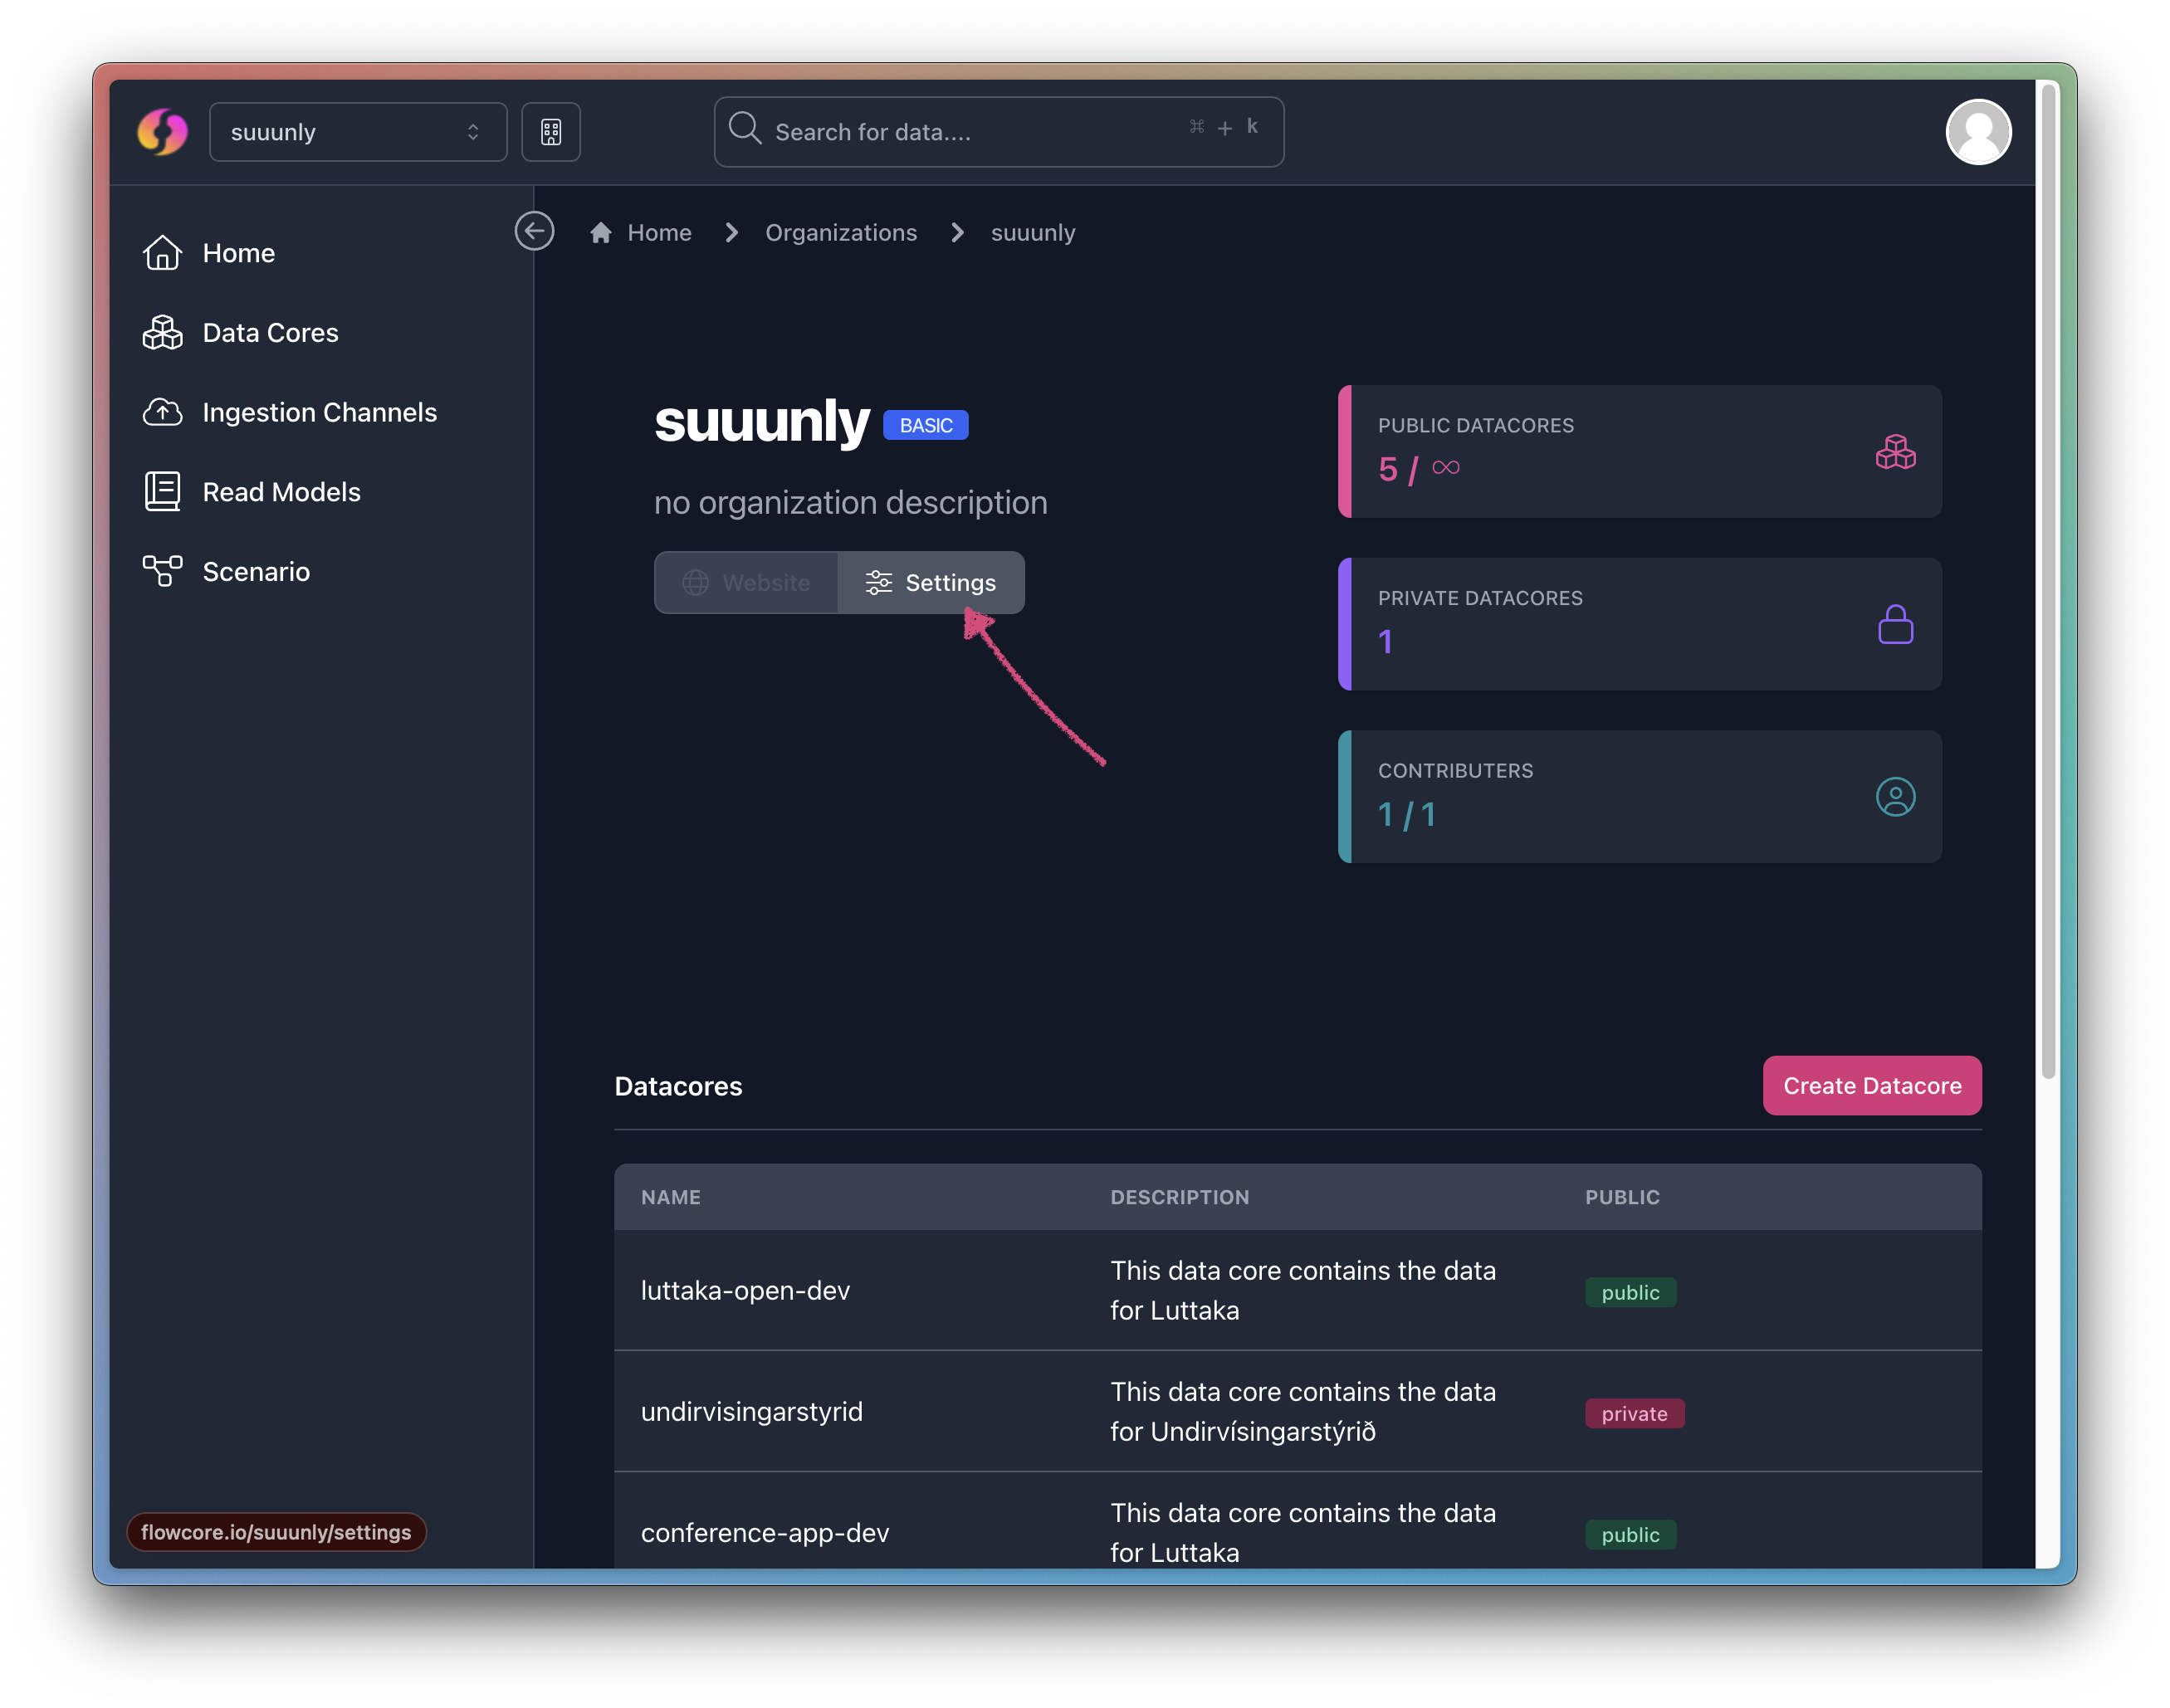 suuunly
Search for data....
⌘ + k
Home
Data Cores
Ingestion Channels
Read Models
Scenario
Home
Organizations
suuunly
suuunly
BASIC
no organization description
Website
Settings
PUBLIC DATACORES
5 / ∞
PRIVATE DATACORES
1
CONTRIBUTERS
1 / 1
Datacores
Create Datacore
NAME
DESCRIPTION
PUBLIC
luttaka-open-dev
This data core contains the data
for Luttaka
public
undirvisingarstyrid
This data core contains the data
for Undirvísingarstýrið
private
conference-app-dev
This data core contains the data
for Luttaka
public
flowcore.io/suuunly/settings